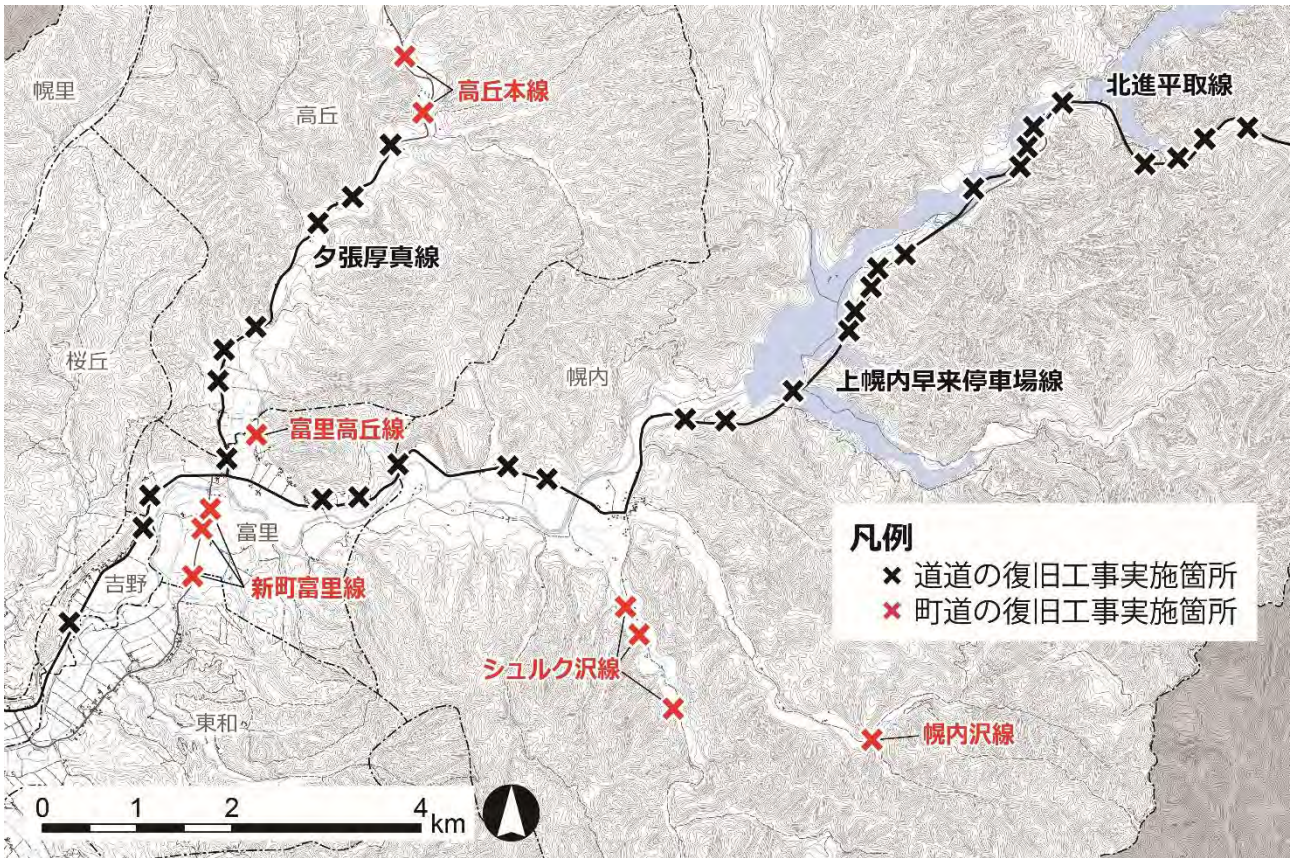 高丘本線
北進平取線
幌里
高丘
夕張厚真線
桜丘
幌内
上幌内早来停車場線
富里高丘線
富里
凡例
道道の復旧工事実施箇所
町道の復旧工事実施箇所
吉野
新町富里線
シュルク沢線
東和
幌内沢線
0 1 2 4
km